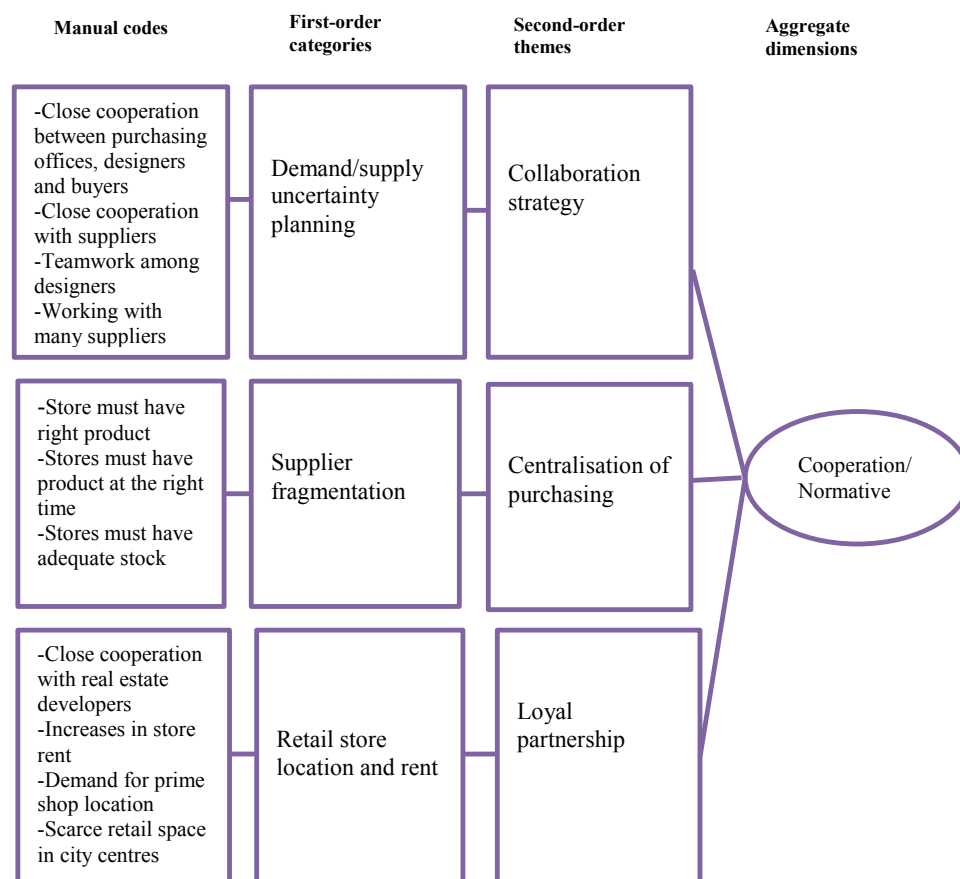 Manual codes
First-order
categories
Second-order
themes
Aggregate
dimensions
-Close cooperation
between purchasing
offices, designers
and buyers
-Close cooperation
with suppliers
-Teamwork among
designers
-Working with
many suppliers
Demand/supply
uncertainty
planning
Collaboration
strategy
-Store must have
right product
-Stores must have
product at the right
time
-Stores must have
adequate stock
Supplier
fragmentation
Centralisation of
purchasing
Cooperation/
Normative
-Close cooperation
with real estate
developers
-Increases in store
rent
-Demand for prime
shop location
-Scarce retail space
in city centres
Retail store
location and rent
Loyal
partnership